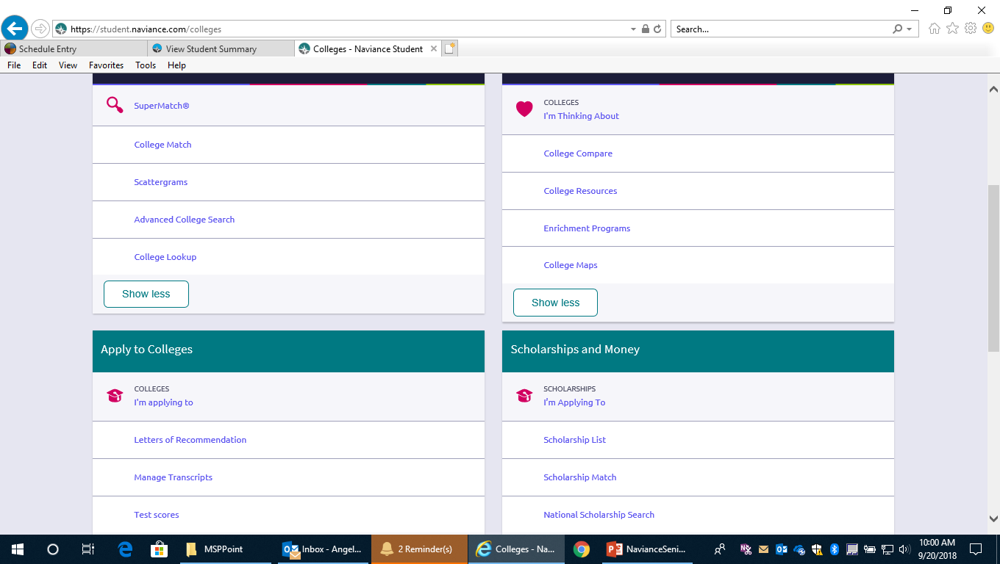 https://student.naviance.com/colleges
Search...
Schedule Entry
View Student Summary
Colleges - Naviance Student
File Edit View Favorites Tools Help
SuperMatch®
College Match
Scattergrams
Advanced College Search
College Lookup
Show less
COLLEGES
I'm Thinking About
College Compare
College Resources
Enrichment Programs
College Maps
Show less
Apply to Colleges
COLLEGES
I'm applying to
Letters of Recommendation
Manage Transcripts
Test scores
Scholarships and Money
SCHOLARSHIPS
I'm Applying To
Scholarship List
Scholarship Match
National Scholarship Search
MSPPoint
Inbox - Angel...
2 Reminder(s)
Colleges - Na...
NavianceSeni...
10:00 AM
9/20/2018